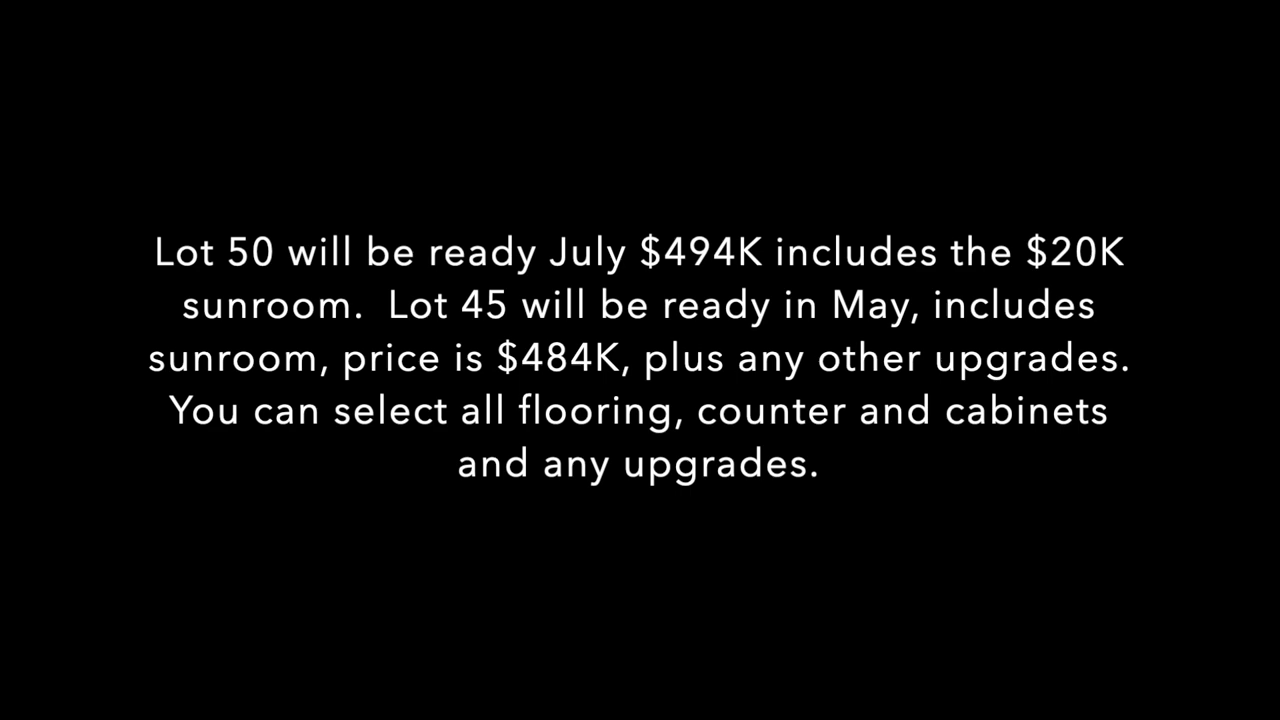 Lot 50 will be ready July $494K includes the $20K
sunroom.  Lot 45 will be ready in May, includes
sunroom, price is $484K, plus any other upgrades.
You can select all flooring, counter and cabinets
and any upgrades.